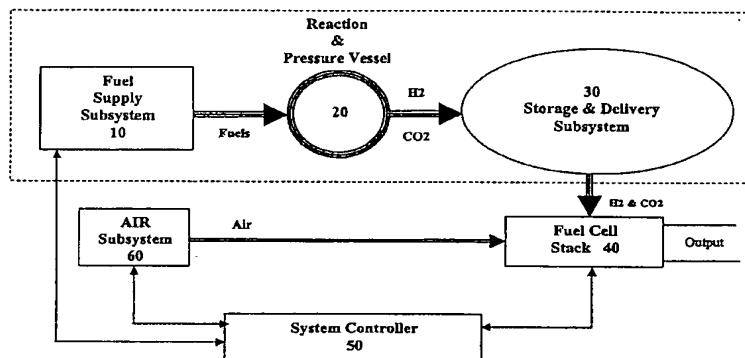 Reaction
&
Pressure Vessel
Fuel
Supply
Subsystem
10
Fuels
20
H2
CO2
30
Storage & Delivery
Subsystem
H2 & CO2
AIR
Subsystem
60
Air
Fuel Cell
Stack 40
Output
System Controller
50